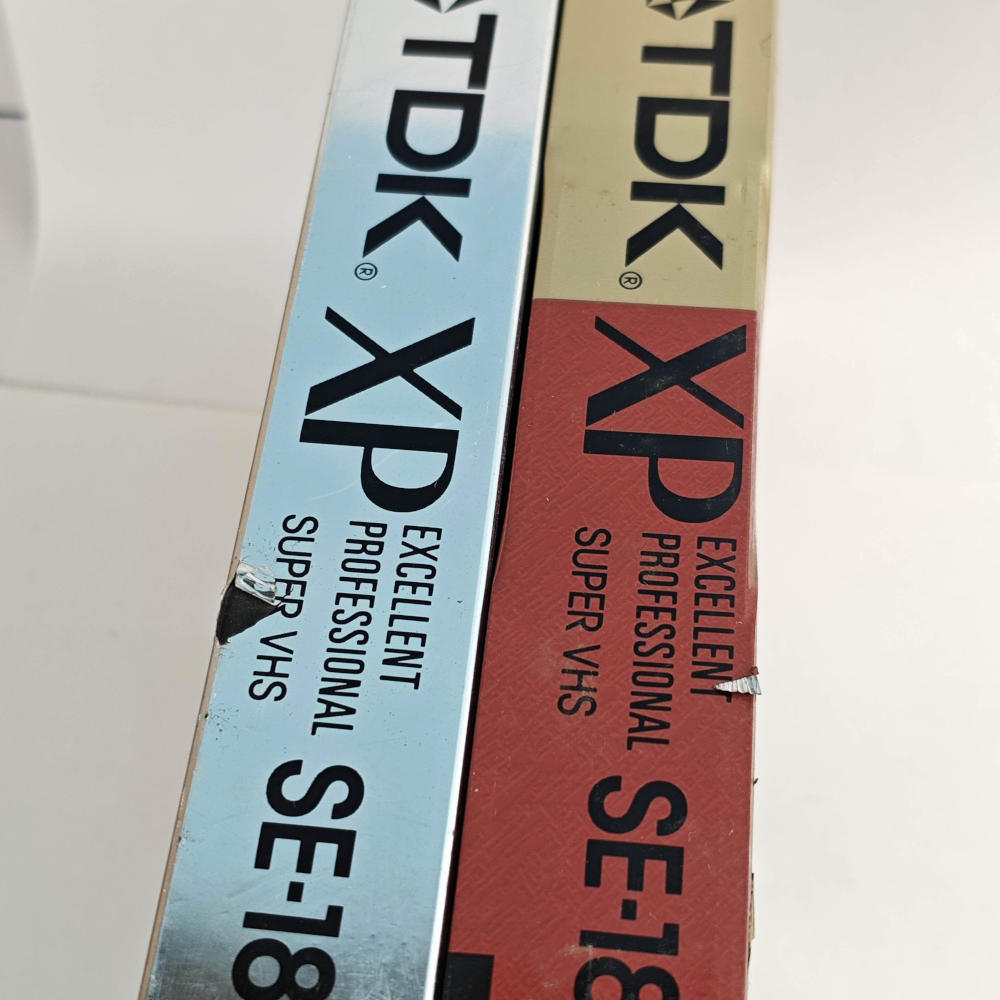 TDK®
XP
EXCELLENT
PROFESSIONAL
SUPER VHS
SE-18
TDK®
XP
EXCELLENT
PROFESSIONAL
SUPER VHS
SE-18